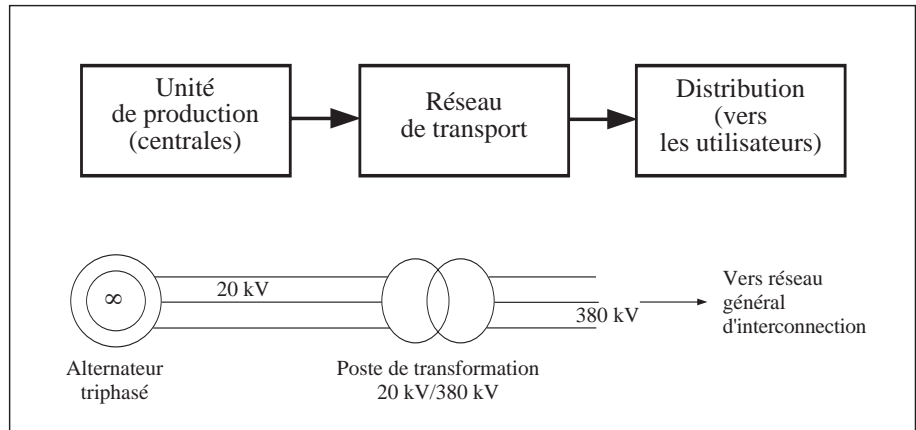 Unité
de production
(centrales)
Réseau
de transport
Distribution
(vers
les utilisateurs)
∞
20 kV
380 kV
Vers réseau
général
d'interconnection
Alternateur
triphasé
Poste de transformation
20 kV/380 kV